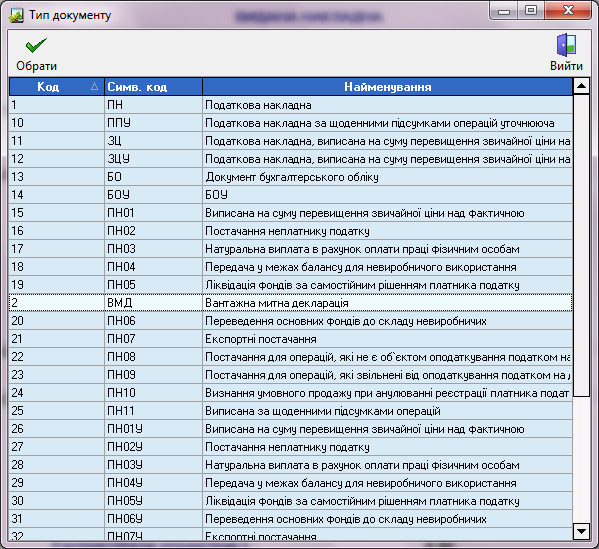 Тип документу
Обрати
Вийти
Код Симв. код Найменування
1 ПН Податкова накладна
10 ППУ Податкова накладна за щоденними підсумками операцій уточнююча
11 ЗЦ Податкова накладна, виписана на суму перевищення звичайної ціни на
12 ЗЦУ Податкова накладна, виписана на суму перевищення звичайної ціни на
13 БО Документ бухгалтерського обліку
14 БОУ БОУ
15 ПН01 Виписана на суму перевищення звичайної ціни над фактичною
16 ПН02 Постачання неплатнику податку
17 ПН03 Натуральна виплата в рахунок оплати праці фізичним особам
18 ПН04 Передача у межах балансу для невиробничого використання
19 ПН05 Ліквідація фондів за самостійним рішенням платника податку
2 ВМД Вантажна митна декларація
20 ПН06 Переведення основних фондів до складу невиробничих
21 ПН07 Експортні постачання
22 ПН08 Постачання для операцій, які не є об`єктом оподаткування податком на
23 ПН09 Постачання для операцій, які звільнені від оподаткування податком на д
24 ПН10 Визнання умовного продажу при анулюванні реєстрації платника подат
25 ПН11 Виписана за щоденними підсумками операцій
26 ПН01У Виписана на суму перевищення звичайної ціни над фактичною
27 ПН02У Постачання неплатнику податку
28 ПН03У Натуральна виплата в рахунок оплати праці фізичним особам
29 ПН04У Передача у межах балансу для невиробничого використання
30 ПН05У Ліквідація фондів за самостійним рішенням платника податку
31 ПН06У Переведення основних фондів до складу невиробничих
32 ПН07У Експортні постачання